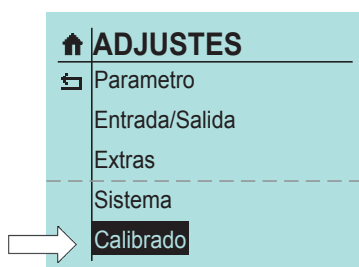 ADJUSTES
Parametro
Entrada/Salida
Extras
Sistema
Calibrado